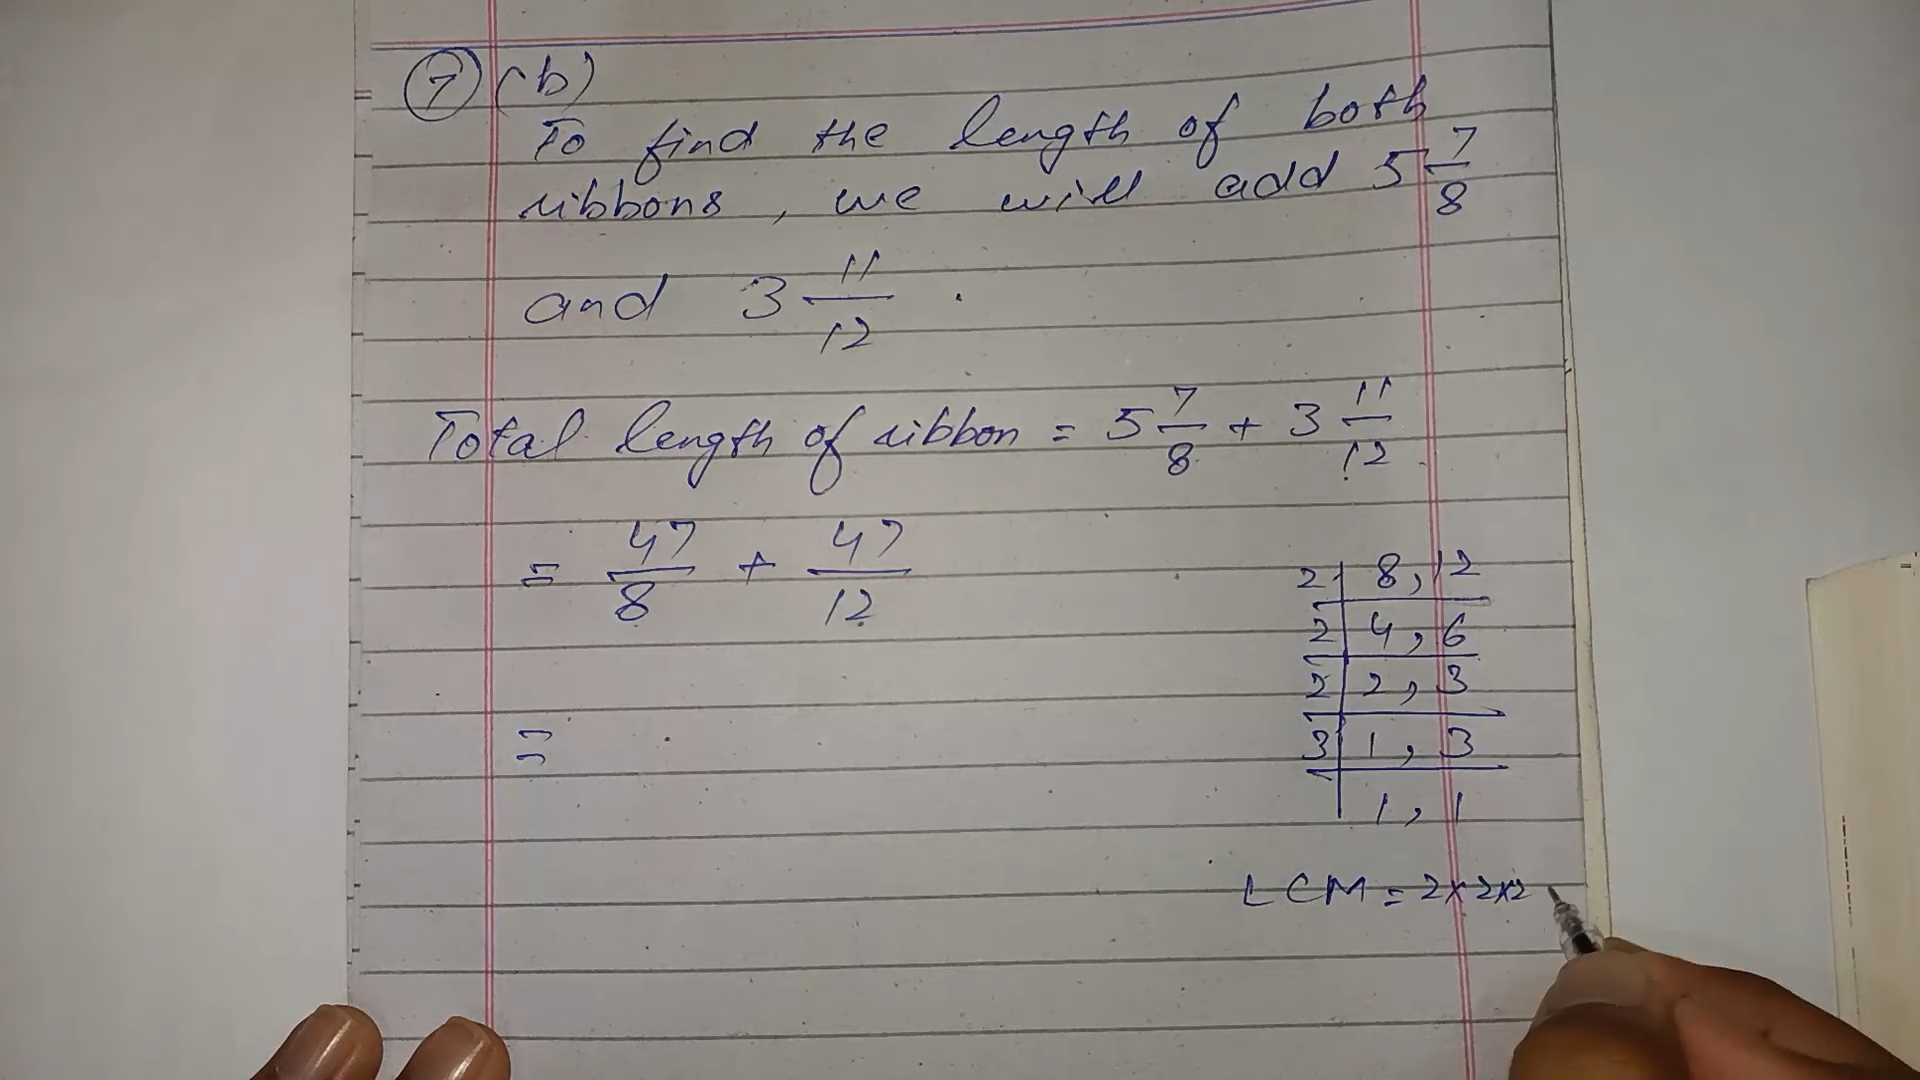 7 (b)
To find the length of both
ribbons, we will add 5 7/8
and 3 11/12 .
Total length of ribbon = 5 7/8 + 3 11/12
= 47/8 + 47/12
=
2 | 8, 12
2 | 4, 6
2 | 2, 3
3 | 1, 3
1, 1
LCM = 2×2×2